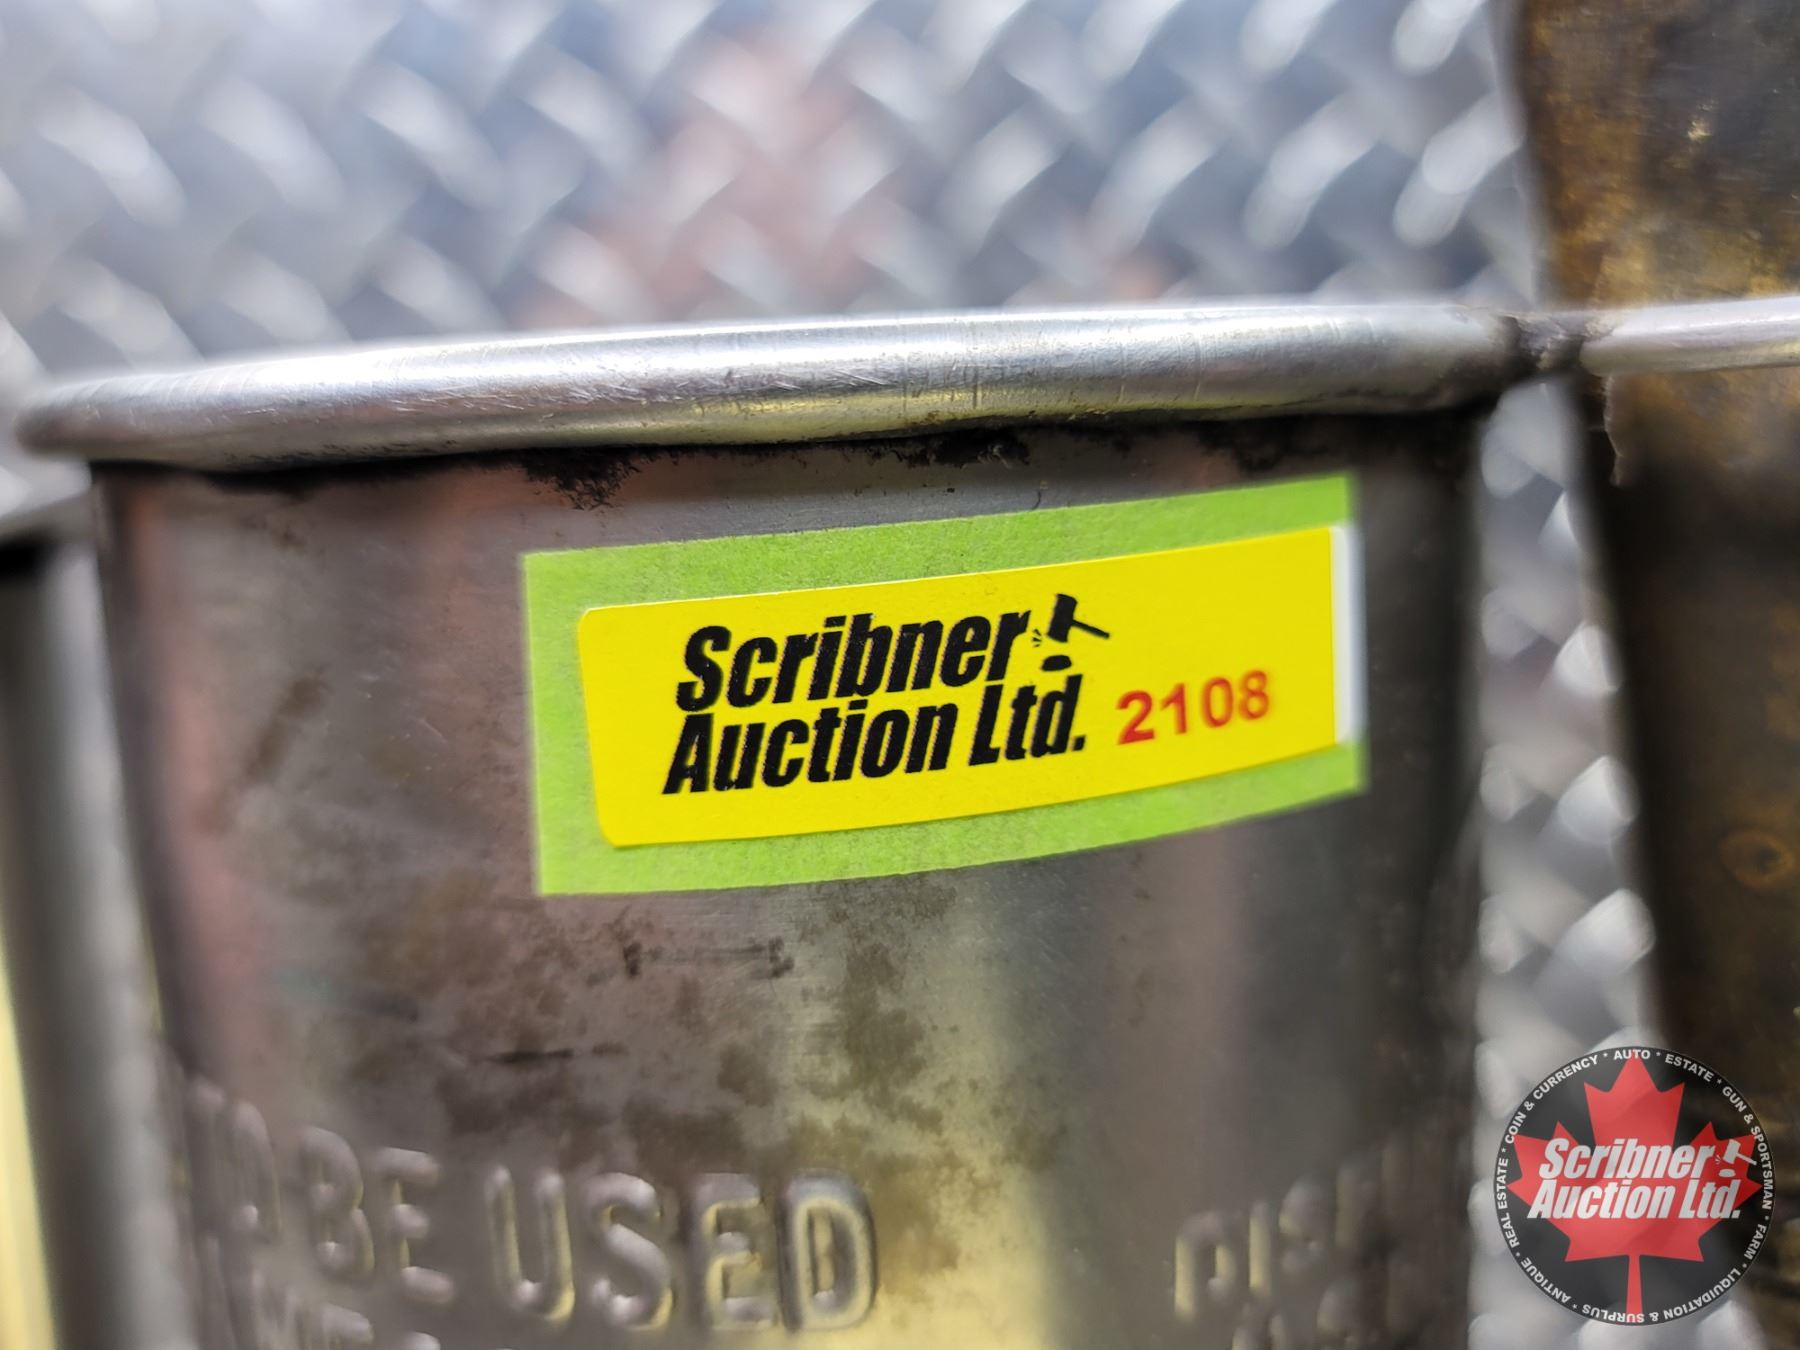 Scribner
Auction Ltd. 2108
TO BE USED
COIN & CURRENCY * AUTO * ESTATE * GUN & SPORTSMAN * FARM * LIQUIDATION & SURPLUS * ANTIQUE * REAL ESTATE *
Scribner
Auction Ltd.